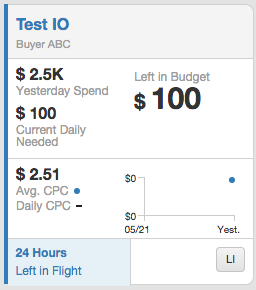 Test IO
Buyer ABC
$ 2.5K
Yesterday Spend
$ 100
Current Daily
Needed
Left in Budget
$ 100
$ 2.51
Avg. CPC
Daily CPC
$0
$0
05/21
Yest.
24 Hours
Left in Flight
LI